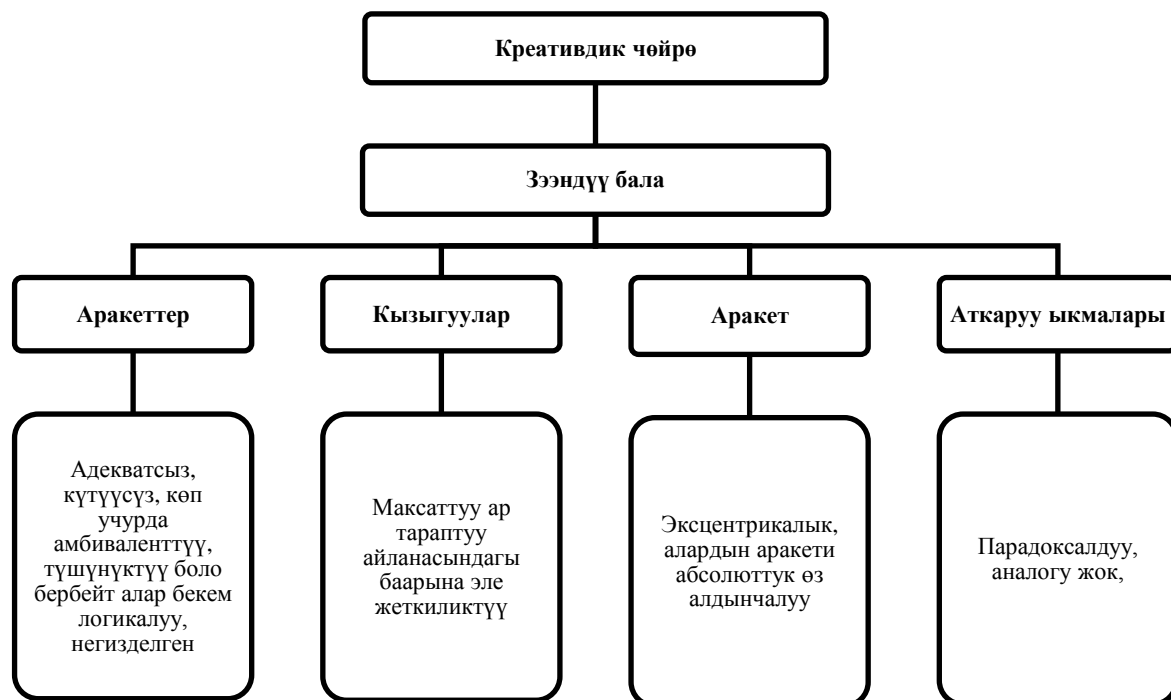 Креативдик чөйрө
Зээндүү бала
Аракеттер
Кызыгуулар
Аракет
Аткаруу ыкмалары
Адекватсыз,
күтүүсүз, көп
учурда
амбиваленттүү,
түшүнүктүү боло
бербейт алар бекем
логикалуу,
негизделген
Максаттуу ар
тараптуу
айланасындагы
баарына эле
жеткиликтүү
Эксцентрикалык,
алардын аракети
абсолюттук өз
алдынчалуу
Парадоксалдуу,
аналогу жок,